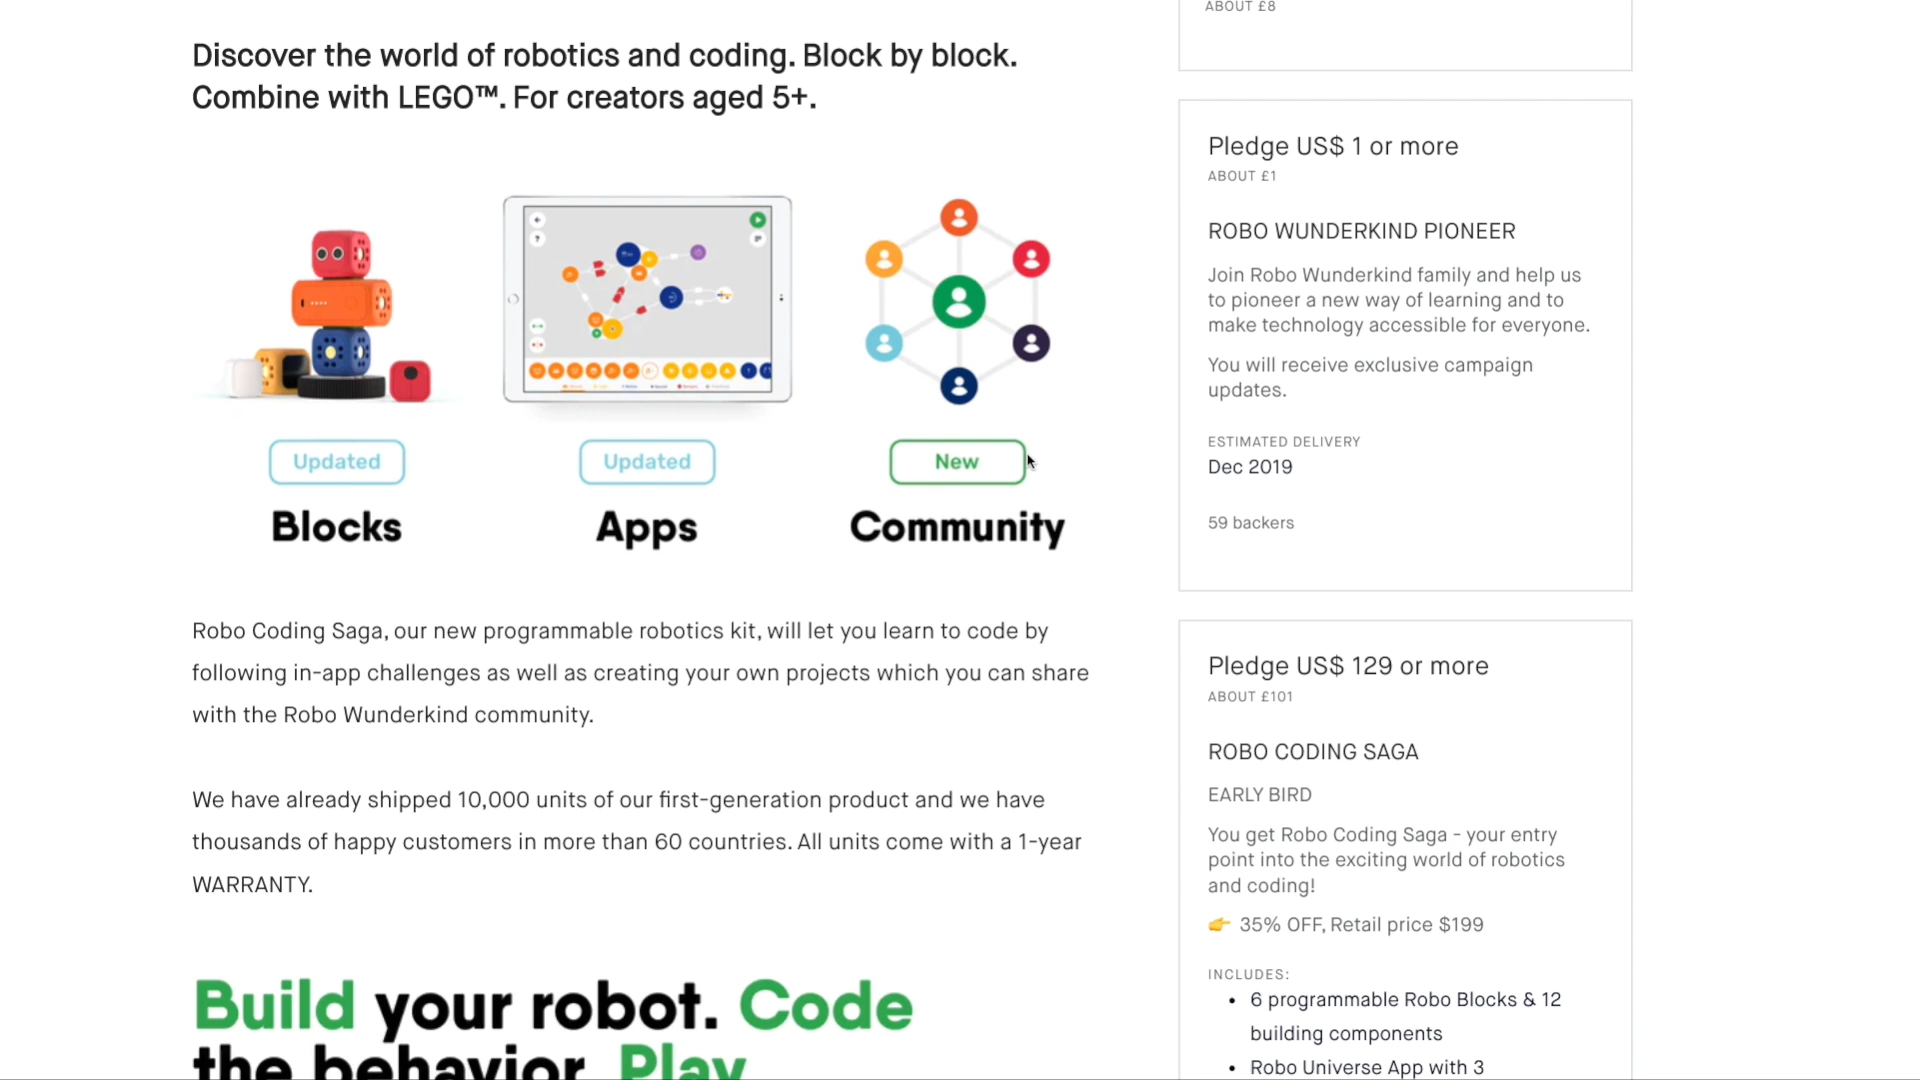 Discover the world of robotics and coding. Block by block.
Combine with LEGO™. For creators aged 5+.
Updated
Blocks
Updated
Apps
New
Community
Robo Coding Saga, our new programmable robotics kit, will let you learn to code by
following in-app challenges as well as creating your own projects which you can share
with the Robo Wunderkind community.
We have already shipped 10,000 units of our first-generation product and we have
thousands of happy customers in more than 60 countries. All units come with a 1-year
WARRANTY.
Build your robot. Code
the behavior. Play
ABOUT £8
Pledge US$ 1 or more
ABOUT £1
ROBO WUNDERKIND PIONEER
Join Robo Wunderkind family and help us
to pioneer a new way of learning and to
make technology accessible for everyone.
You will receive exclusive campaign
updates.
ESTIMATED DELIVERY
Dec 2019
59 backers
Pledge US$ 129 or more
ABOUT £101
ROBO CODING SAGA
EARLY BIRD
You get Robo Coding Saga - your entry
point into the exciting world of robotics
and coding!
👉 35% OFF, Retail price $199
INCLUDES:
• 6 programmable Robo Blocks & 12
building components
• Robo Universe App with 3